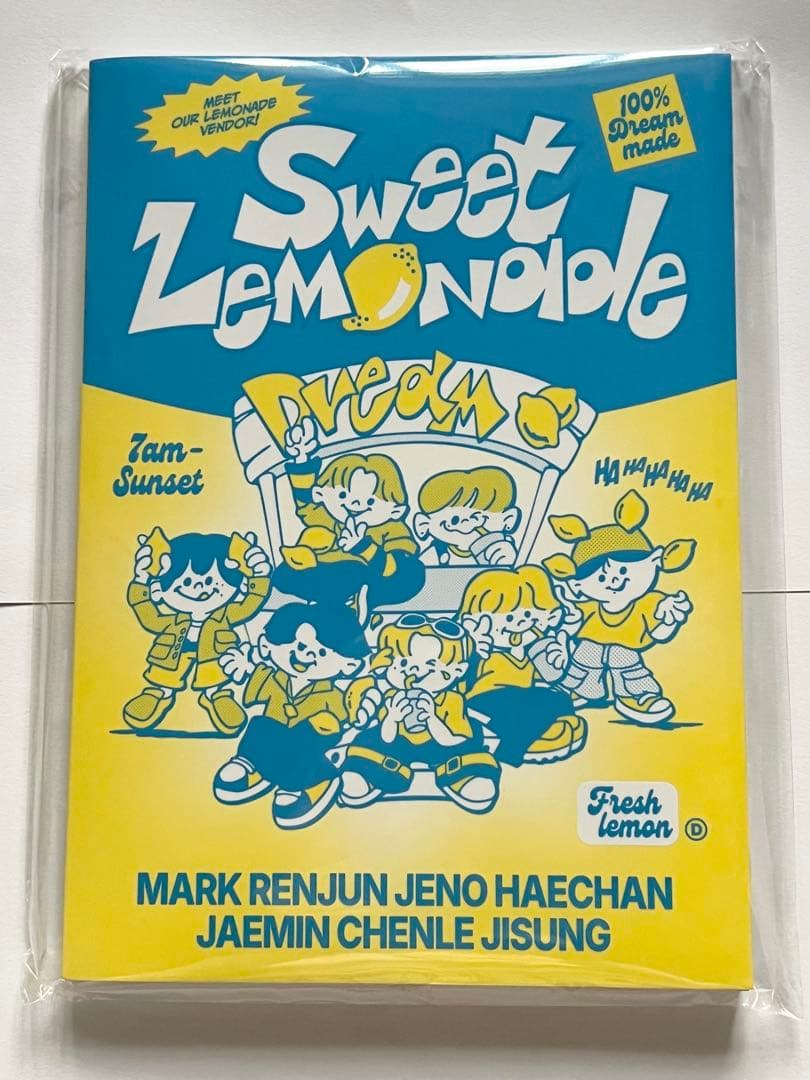 MEET
OUR LEMONADE
VENDOR!
100%
Dream
made
Sweet
Lemonade
Dream
7am -
Sunset
HA HA HA HA HA
Fresh
lemon
D
MARK RENJUN JENO HAECHAN
JAEMIN CHENLE JISUNG